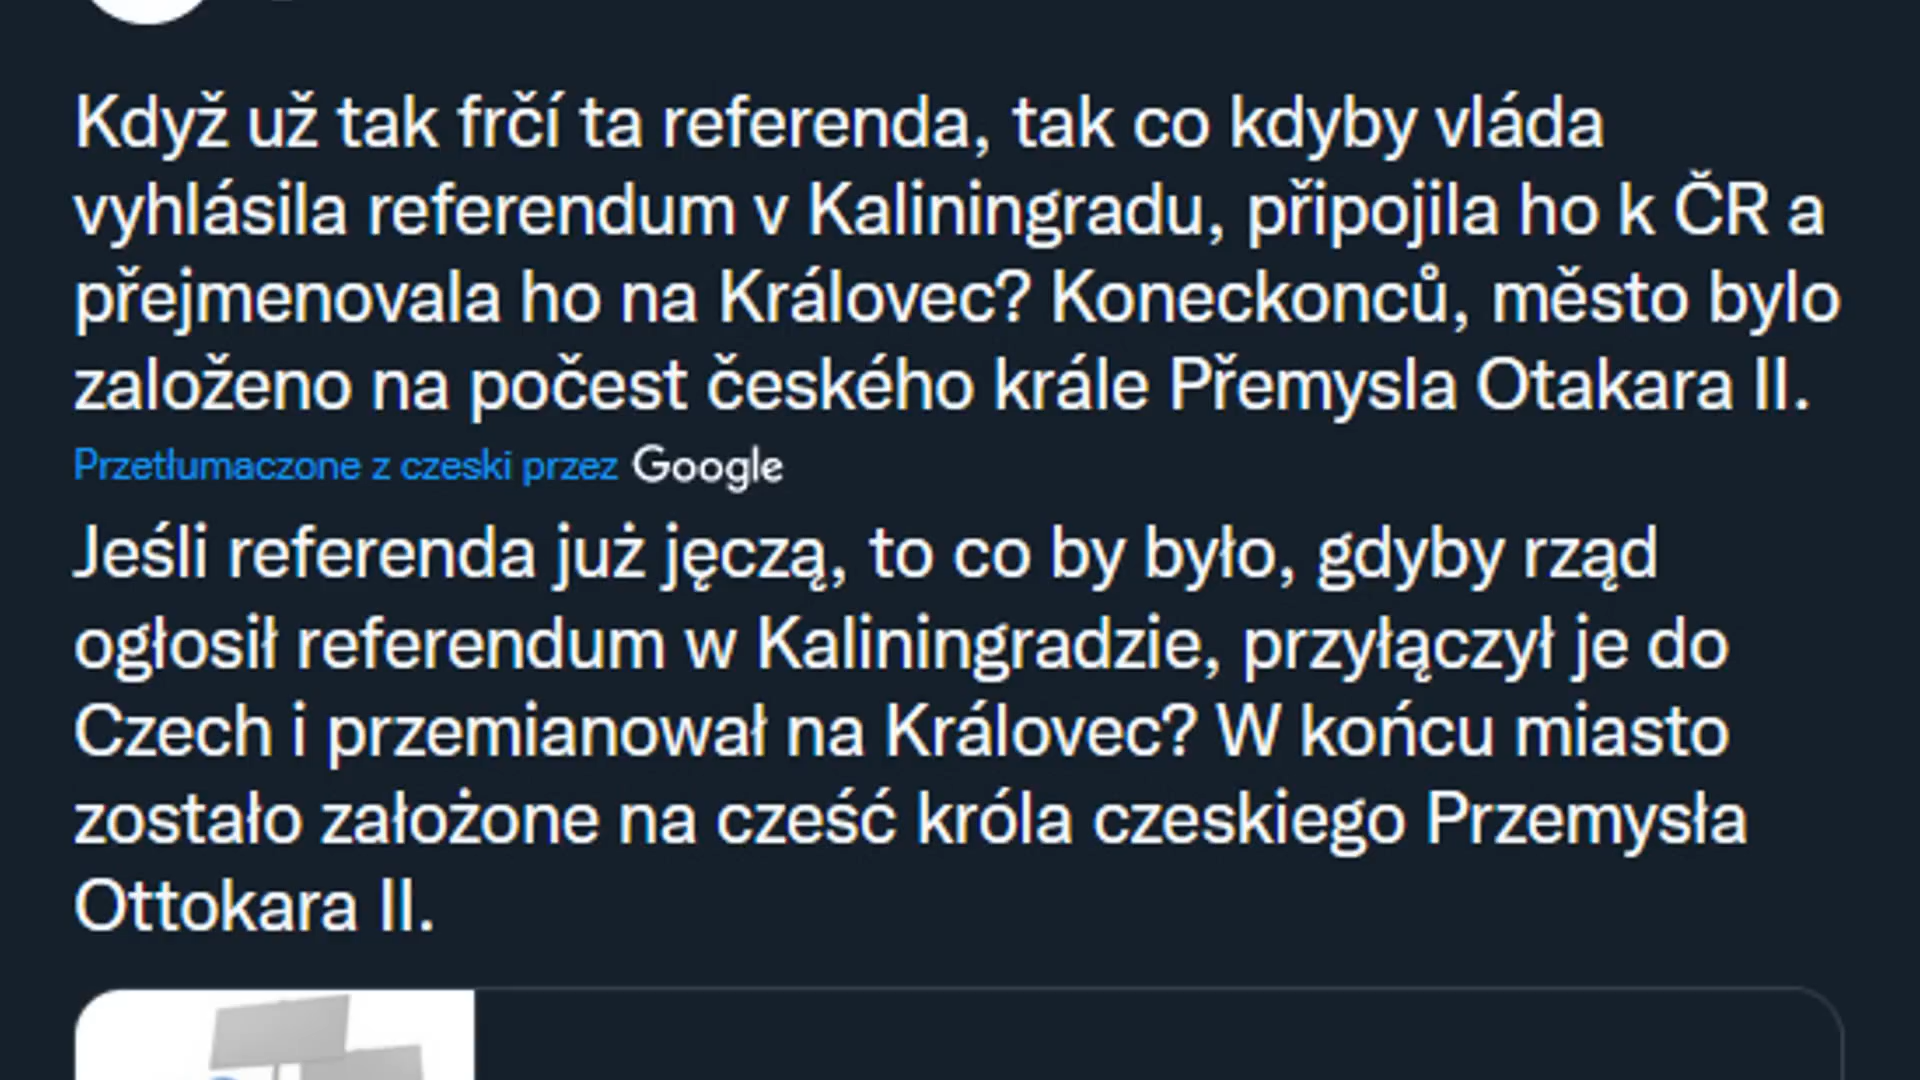 Když už tak frčí ta referenda, tak co kdyby vláda
vyhlásila referendum v Kaliningradu, připojila ho k ČR a
přejmenovala ho na Královec? Koneckonců, město bylo
založeno na počest českého krále Přemysla Otakara II.
Przetłumaczone z czeski przez Google
Jeśli referenda już jęczą, to co by było, gdyby rząd
ogłosił referendum w Kaliningradzie, przyłączył je do
Czech i przemianował na Královec? W końcu miasto
zostało założone na cześć króla czeskiego Przemysła
Ottokara II.